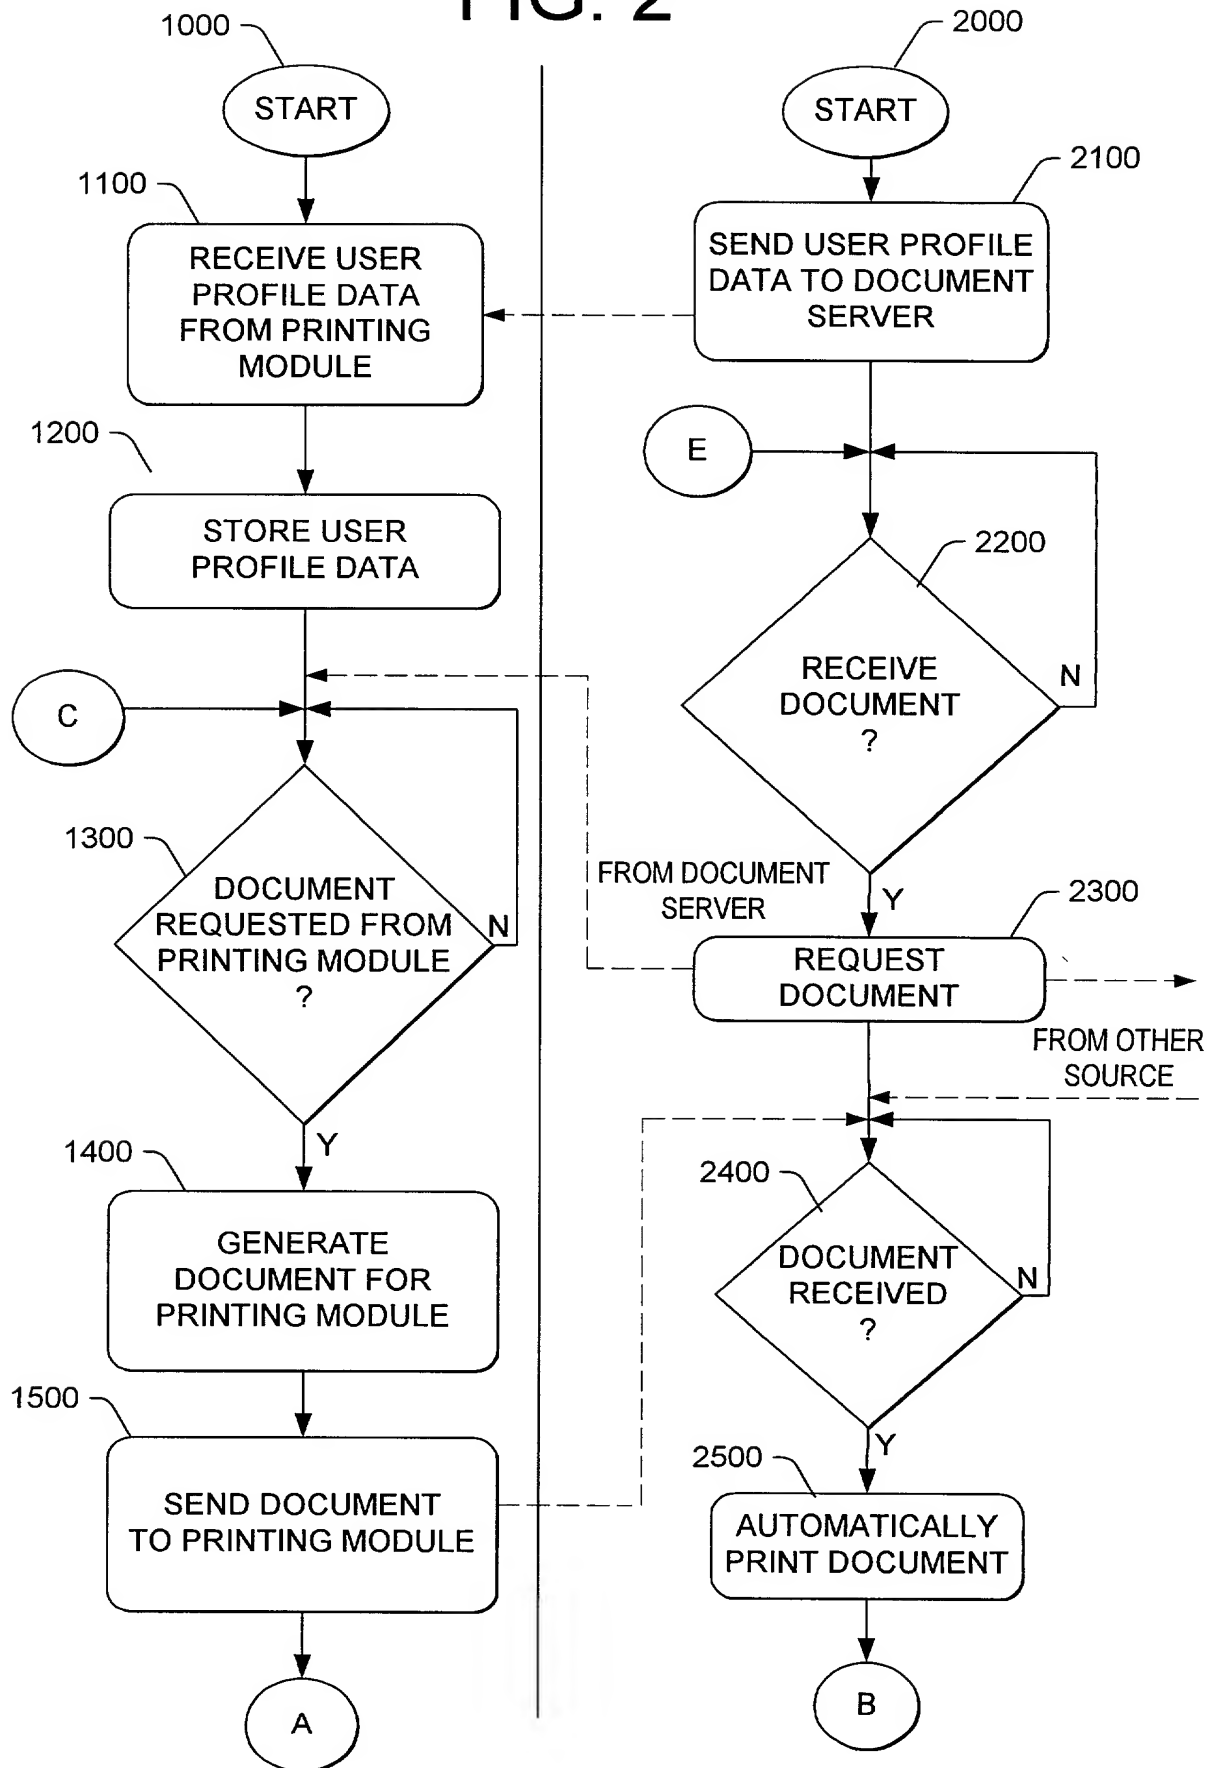 FIG. 2
1000
START
1100
RECEIVE USER
PROFILE DATA
FROM PRINTING
MODULE
1200
STORE USER
PROFILE DATA
C
1300
DOCUMENT
REQUESTED FROM
PRINTING MODULE
?
N
Y
1400
GENERATE
DOCUMENT FOR
PRINTING MODULE
1500
SEND DOCUMENT
TO PRINTING MODULE
A
2000
START
2100
SEND USER PROFILE
DATA TO DOCUMENT
SERVER
E
2200
RECEIVE
DOCUMENT
?
N
Y
FROM DOCUMENT
SERVER
2300
REQUEST
DOCUMENT
FROM OTHER
SOURCE
2400
DOCUMENT
RECEIVED
?
N
Y
2500
AUTOMATICALLY
PRINT DOCUMENT
B